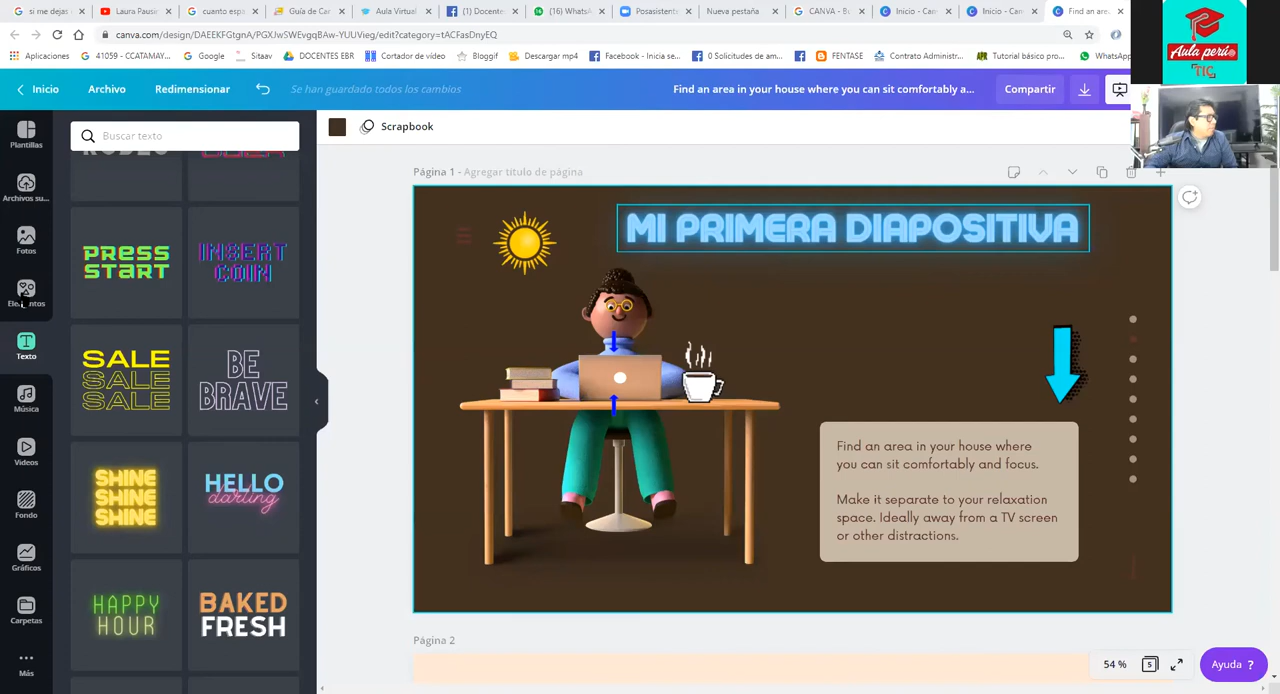 si me dejas
Laura Pausi
cuanto esp
Guía de Car
Aula Virtual
(1) Docente
(16) WhatsA
Posasistente
Nueva pestaña
CANVA - B
Inicio - Can
Inicio - Can
Find an are
canva.com/design/DAEEKFGtgnA/PGXJwSWEvgqBAw-YUUVieg/edit?category=tACFasDnyEQ
Aplicaciones
41059 - CCATAMAY...
Google
Sitaav
DOCENTES EBR
Cortador de vídeo
Bloggif
Descargar mp4
Facebook - Inicia se...
0 Solicitudes de am...
FENTASE
Contrato Administr...
Tutorial básico pro...
WhatsApp
Aula perú
TIC
Inicio
Archivo
Redimensionar
Se han guardado todos los cambios
Find an area in your house where you can sit comfortably a...
Compartir
Plantillas
Archivos su...
Fotos
Elementos
Texto
Música
Videos
Fondo
Gráficos
Carpetas
Más
Buscar texto
PRESS
START
INSERT
COIN
SALE
SALE
SALE
BE
BRAVE
SHINE
SHINE
SHINE
HELLO
darling
HAPPY
HOUR
BAKED
FRESH
Scrapbook
Página 1 - Agregar título de página
MI PRIMERA DIAPOSITIVA
Find an area in your house where
you can sit comfortably and focus.
Make it separate to your relaxation
space. Ideally away from a TV screen
or other distractions.
Página 2
54 %
5
Ayuda ?